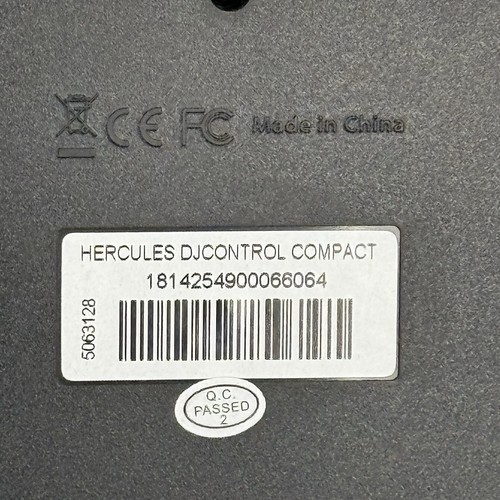 CE FC Made in China
HERCULES DJCONTROL COMPACT
1814254900066064
5063128
Q.C.
PASSED
2